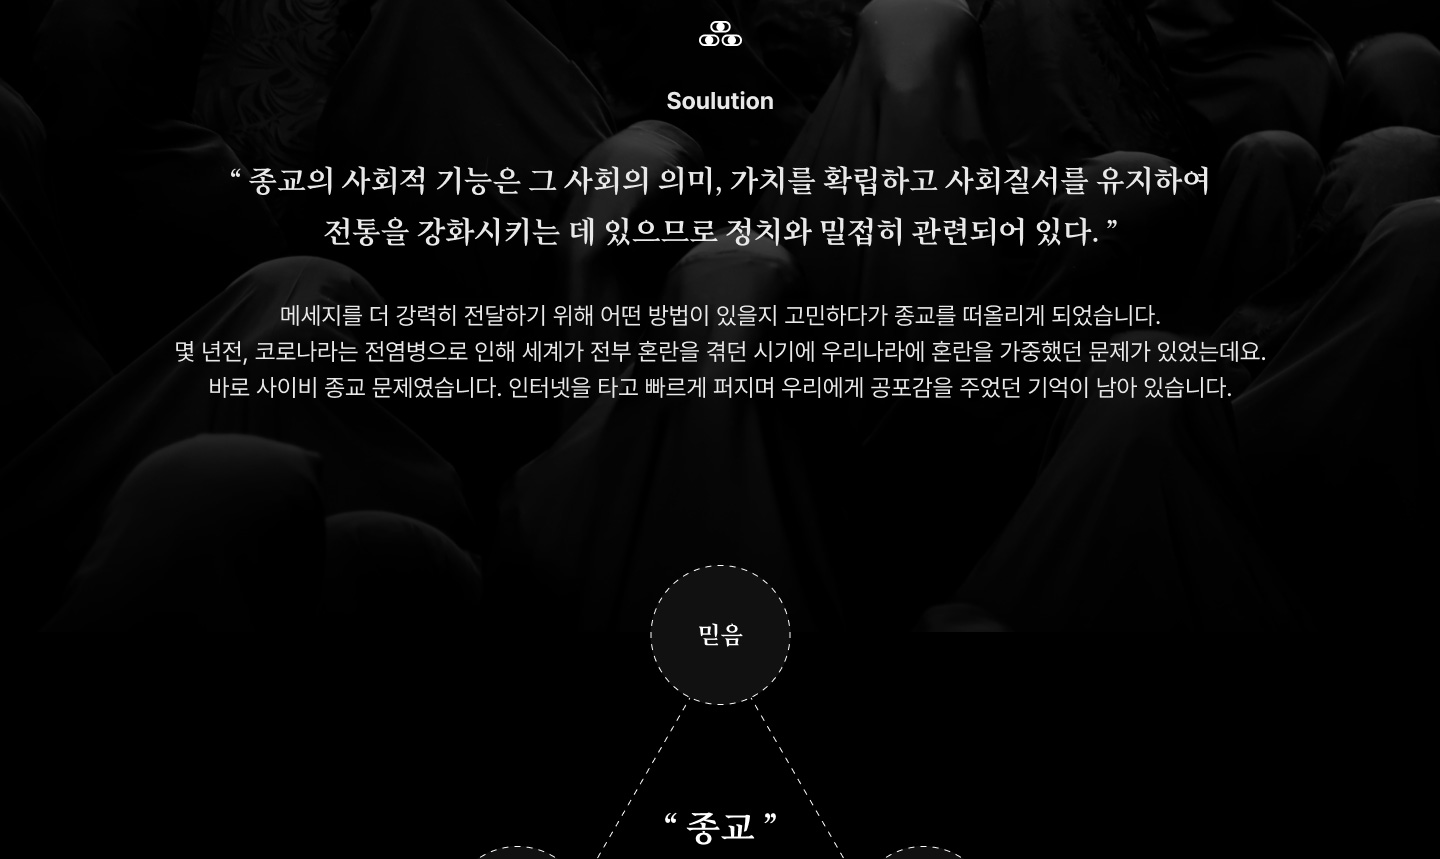 Soulution
“ 종교의 사회적 기능은 그 사회의 의미, 가치를 확립하고 사회질서를 유지하여
전통을 강화시키는 데 있으므로 정치와 밀접히 관련되어 있다. ”
메세지를 더 강력히 전달하기 위해 어떤 방법이 있을지 고민하다가 종교를 떠올리게 되었습니다.
몇 년전, 코로나라는 전염병으로 인해 세계가 전부 혼란을 겪던 시기에 우리나라에 혼란을 가중했던 문제가 있었는데요.
바로 사이비 종교 문제였습니다. 인터넷을 타고 빠르게 퍼지며 우리에게 공포감을 주었던 기억이 남아 있습니다.
믿음
“ 종교 ”